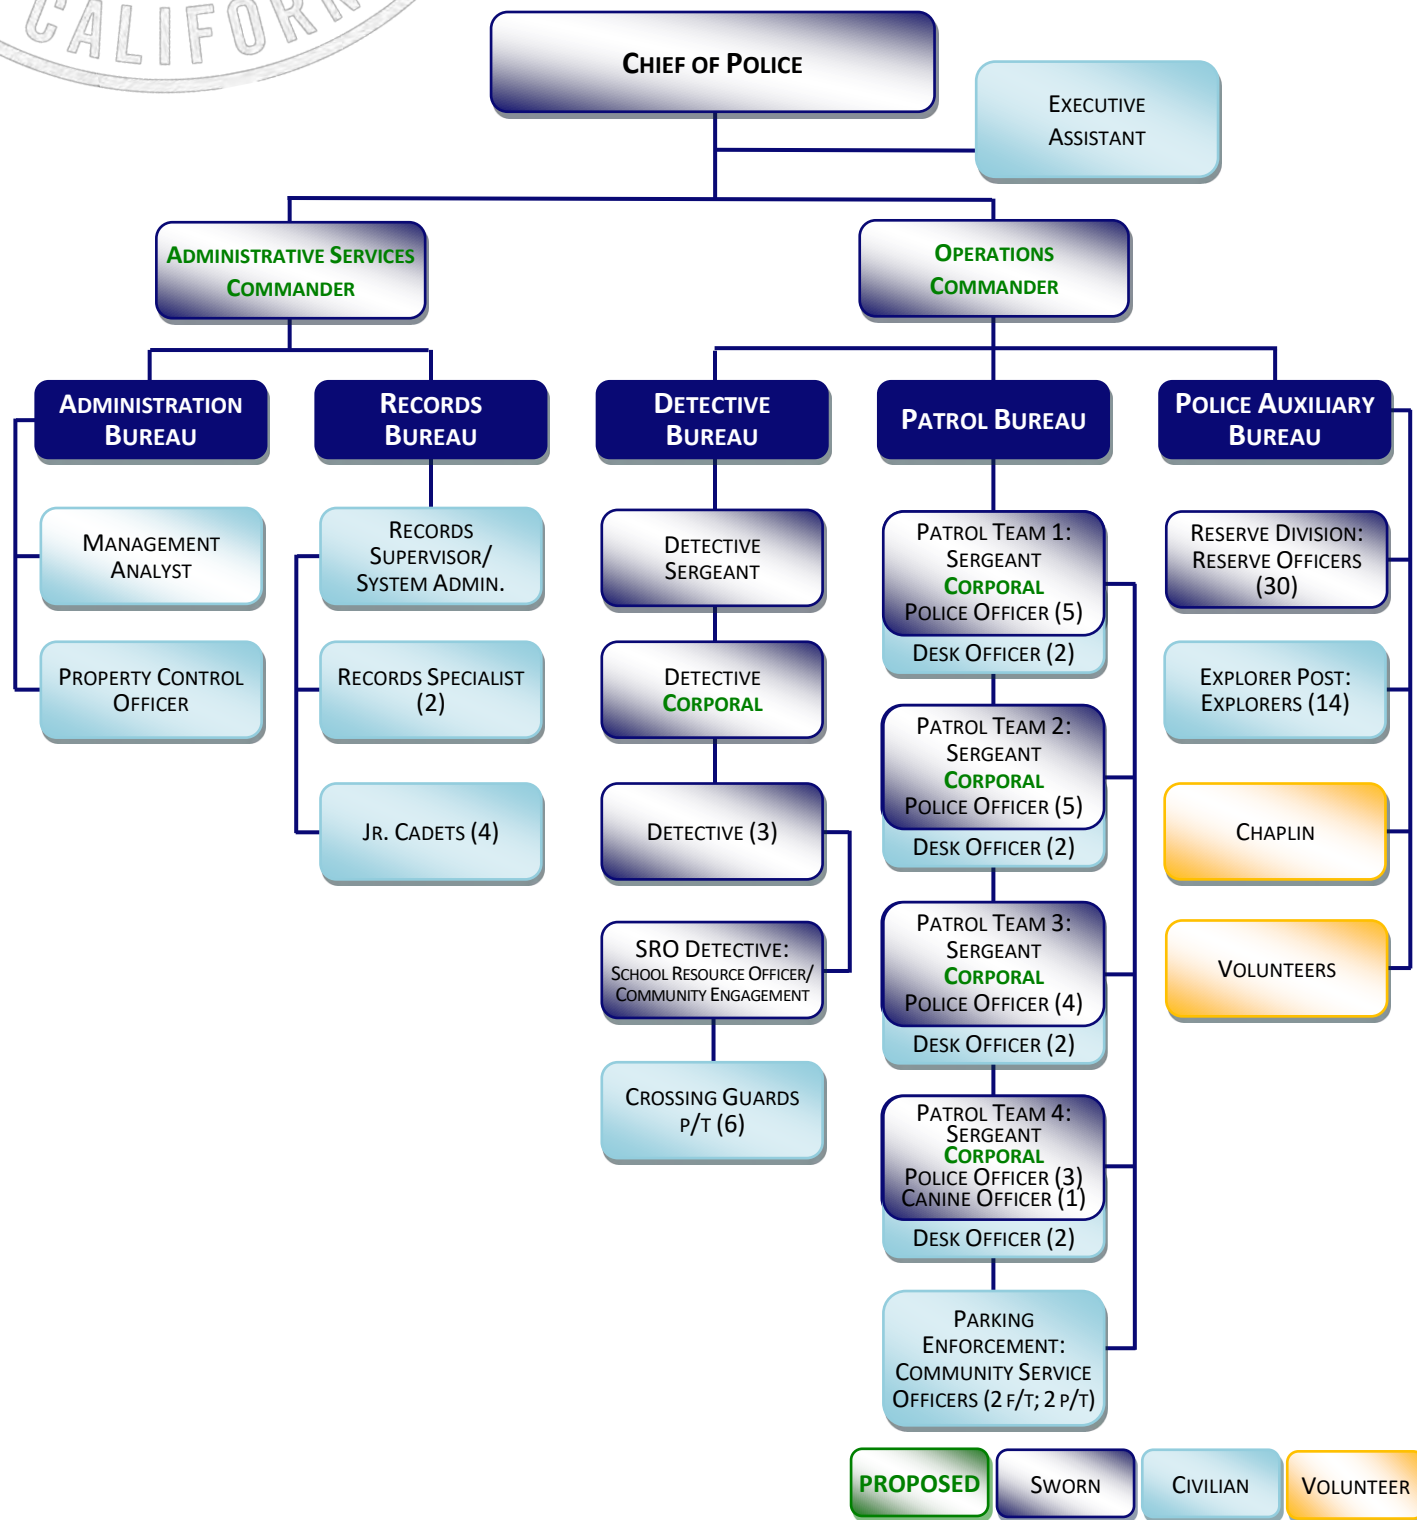 CALIFORN
CHIEF OF POLICE
EXECUTIVE
ASSISTANT
ADMINISTRATIVE SERVICES
COMMANDER
OPERATIONS
COMMANDER
ADMINISTRATION
BUREAU
RECORDS
BUREAU
DETECTIVE
BUREAU
PATROL BUREAU
POLICE AUXILIARY
BUREAU
MANAGEMENT
ANALYST
PROPERTY CONTROL
OFFICER
RECORDS
SUPERVISOR/
SYSTEM ADMIN.
RECORDS SPECIALIST
(2)
JR. CADETS (4)
DETECTIVE
SERGEANT
DETECTIVE
CORPORAL
DETECTIVE (3)
SRO DETECTIVE:
SCHOOL RESOURCE OFFICER/
COMMUNITY ENGAGEMENT
CROSSING GUARDS
P/T (6)
PATROL TEAM 1:
SERGEANT
CORPORAL
POLICE OFFICER (5)
DESK OFFICER (2)
PATROL TEAM 2:
SERGEANT
CORPORAL
POLICE OFFICER (5)
DESK OFFICER (2)
PATROL TEAM 3:
SERGEANT
CORPORAL
POLICE OFFICER (4)
DESK OFFICER (2)
PATROL TEAM 4:
SERGEANT
CORPORAL
POLICE OFFICER (3)
CANINE OFFICER (1)
DESK OFFICER (2)
PARKING
ENFORCEMENT:
COMMUNITY SERVICE
OFFICERS (2 F/T; 2 P/T)
RESERVE DIVISION:
RESERVE OFFICERS
(30)
EXPLORER POST:
EXPLORERS (14)
CHAPLIN
VOLUNTEERS
PROPOSED
SWORN
CIVILIAN
VOLUNTEER